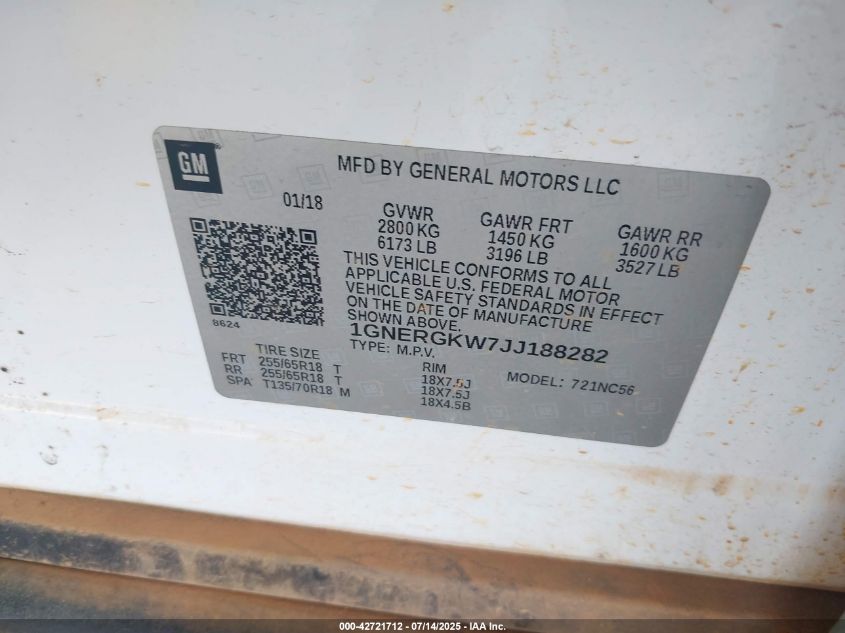 GM
MFD BY GENERAL MOTORS LLC
01/18
GVWR GAWR FRT GAWR RR
2800 KG 1450 KG 1600 KG
6173 LB 3196 LB 3527 LB
THIS VEHICLE CONFORMS TO ALL
APPLICABLE U.S. FEDERAL MOTOR
VEHICLE SAFETY STANDARDS IN EFFECT
ON THE DATE OF MANUFACTURE
SHOWN ABOVE.
8624
1GNERGKW7JJ188282
TYPE: M.P.V.
MODEL: 721NC56
TIRE SIZE RIM
FRT 255/65R18 T 18X7.5J
RR 255/65R18 T 18X7.5J
SPA T135/70R18 M 18X4.5B
000-42721712 - 07/14/2025 - IAA Inc.